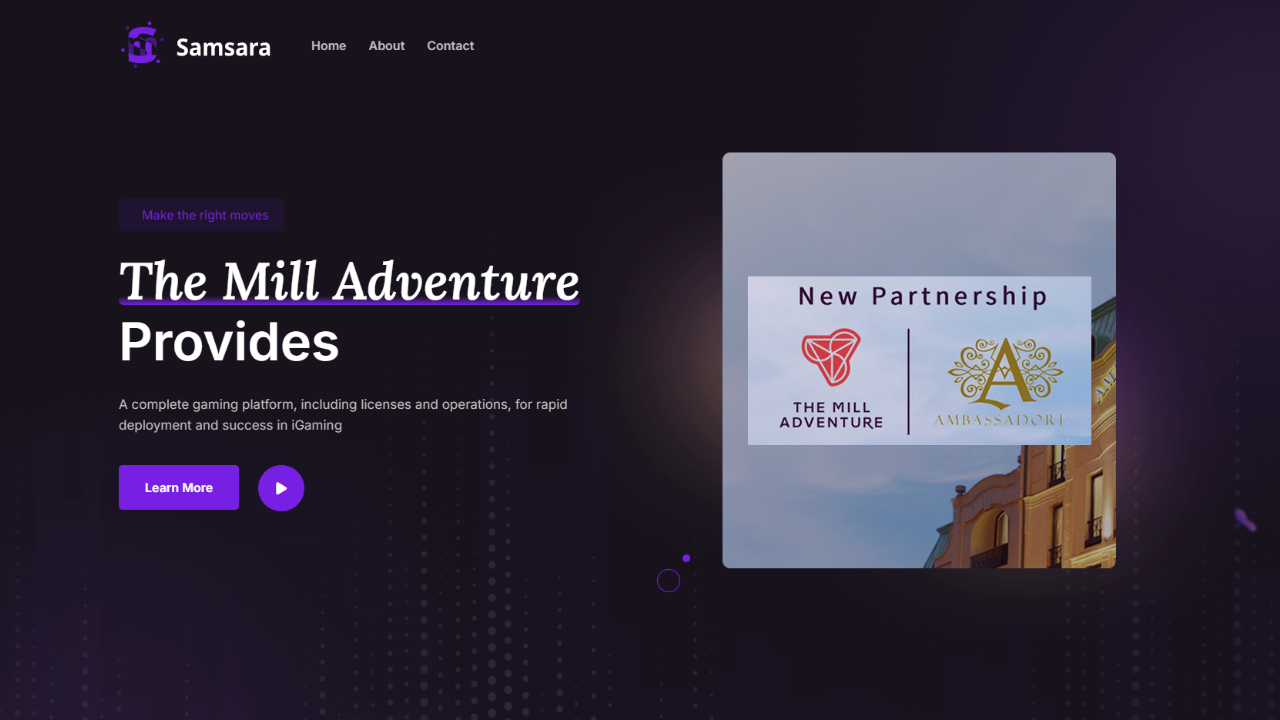 Samsara
Home
About
Contact
Make the right moves
The Mill Adventure
Provides
A complete gaming platform, including licenses and operations, for rapid
deployment and success in iGaming
Learn More
New Partnership
THE MILL
ADVENTURE
A
AMBASSADORI